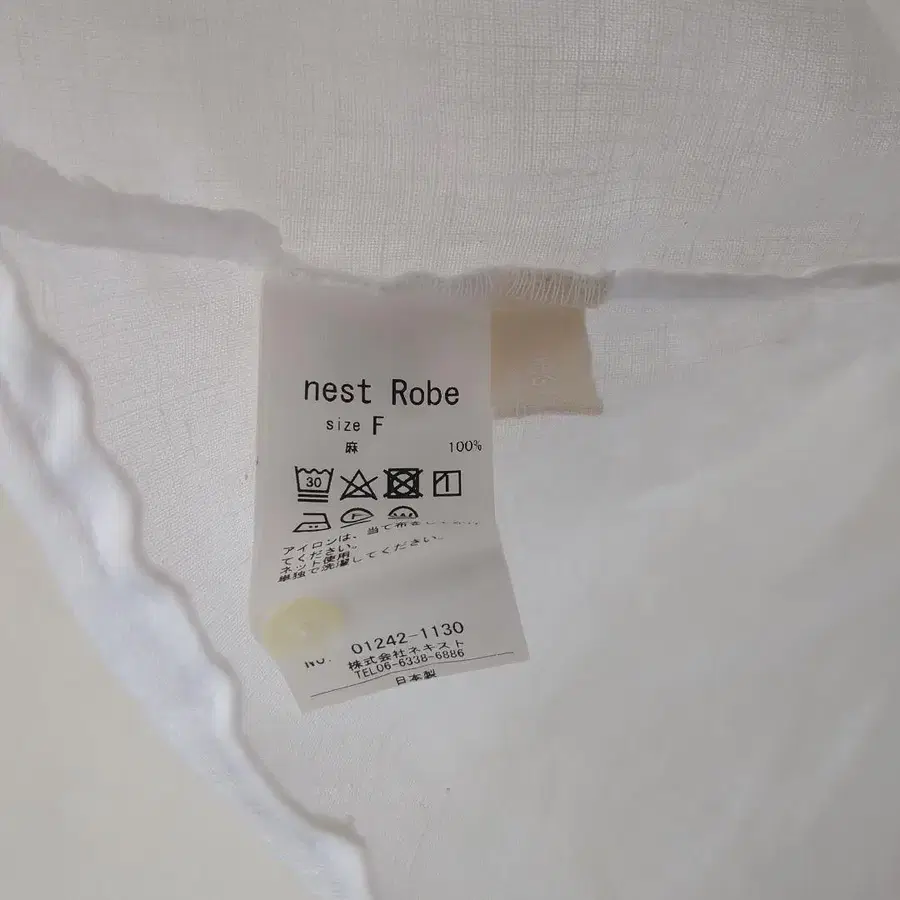 nest Robe
size F
麻 100%
30
アイロンは、当て布を
てください。
ネット使用
単独で洗濯してください。
NO. 01242-1130
株式会社ネキスト
TEL06-6338-6886
日本製